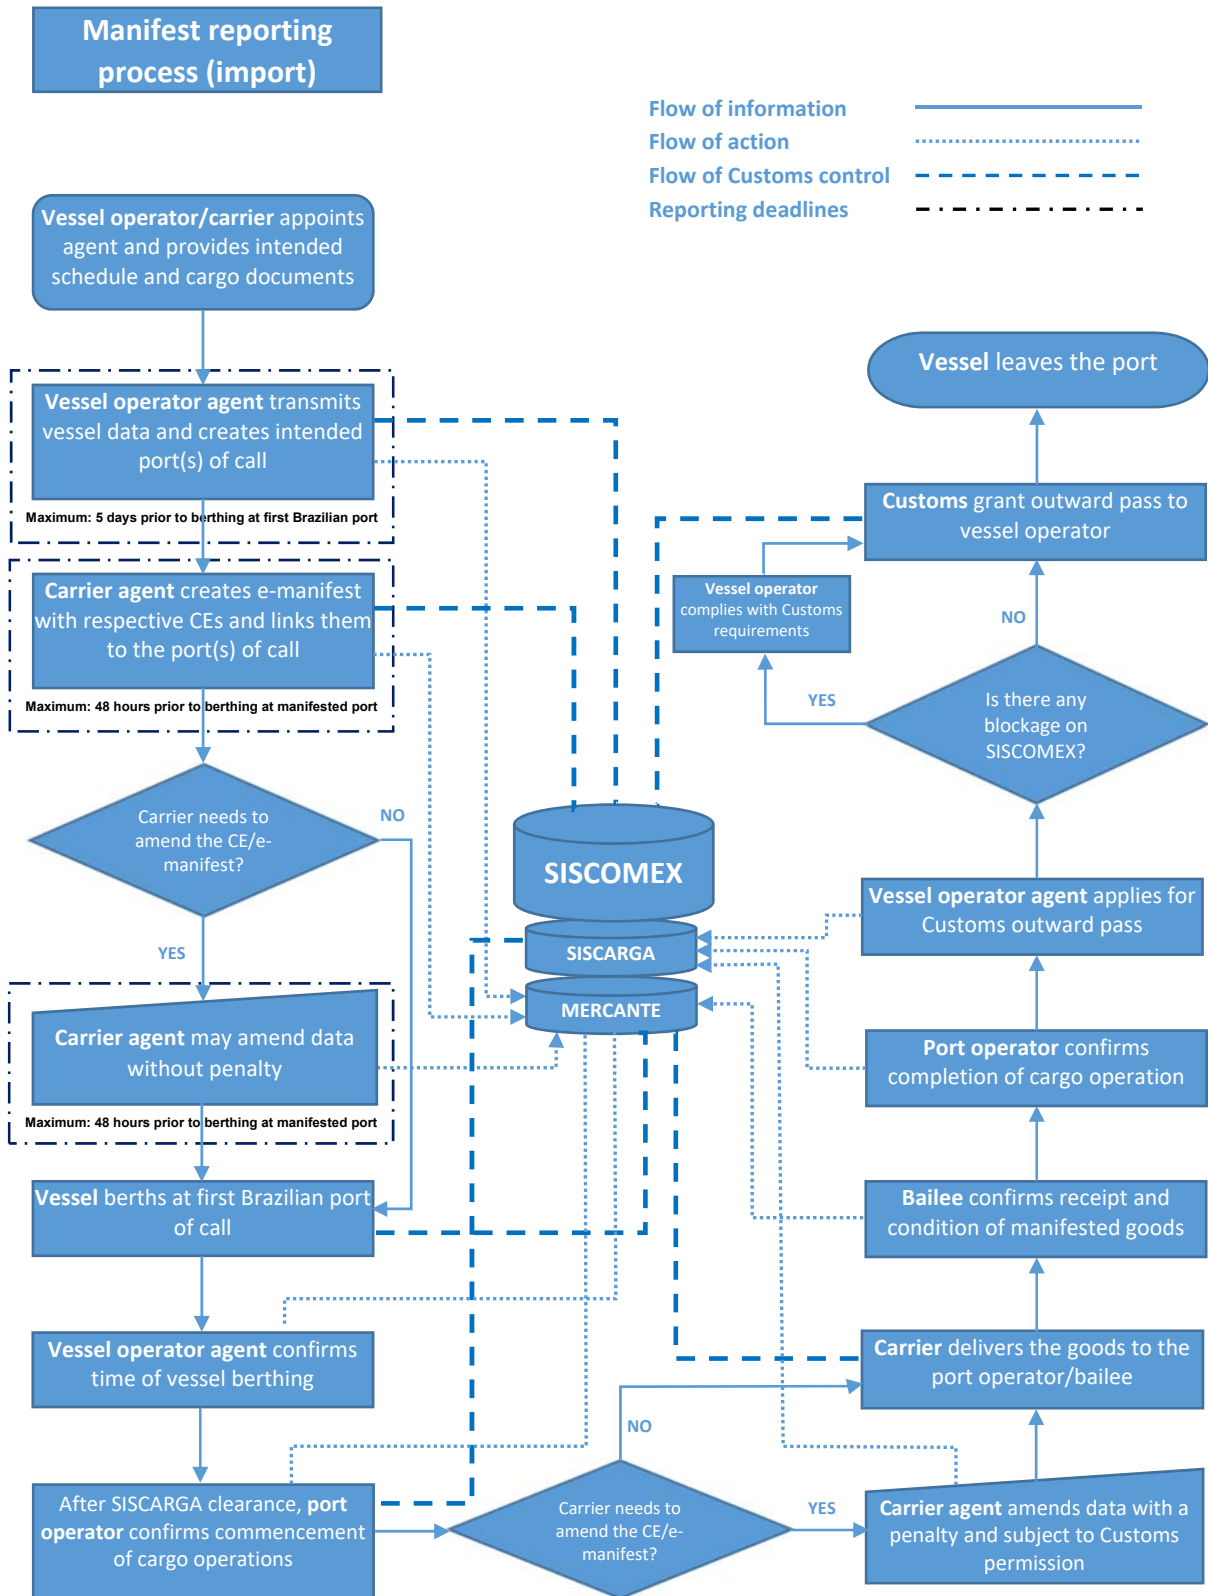 Manifest reporting
process (import)
Flow of information
Flow of action
Flow of Customs control
Reporting deadlines
Vessel operator/carrier appoints
agent and provides intended
schedule and cargo documents
Vessel operator agent transmits
vessel data and creates intended
port(s) of call
Maximum: 5 days prior to berthing at first Brazilian port
Carrier agent creates e-manifest
with respective CEs and links them
to the port(s) of call
Maximum: 48 hours prior to berthing at manifested port
Carrier needs to
amend the CE/e-
manifest?
NO
YES
Carrier agent may amend data
without penalty
Maximum: 48 hours prior to berthing at manifested port
Vessel berths at first Brazilian port
of call
Vessel operator agent confirms
time of vessel berthing
After SISCARGA clearance, port
operator confirms commencement
of cargo operations
SISCOMEX
SISCARGA
MERCANTE
Carrier needs to
amend the CE/e-
manifest?
NO
YES
Carrier agent amends data with a
penalty and subject to Customs
permission
Carrier delivers the goods to the
port operator/bailee
Bailee confirms receipt and
condition of manifested goods
Port operator confirms
completion of cargo operation
Vessel operator agent applies for
Customs outward pass
Is there any
blockage on
SISCOMEX?
YES
NO
Vessel operator
complies with Customs
requirements
Customs grant outward pass to
vessel operator
Vessel leaves the port